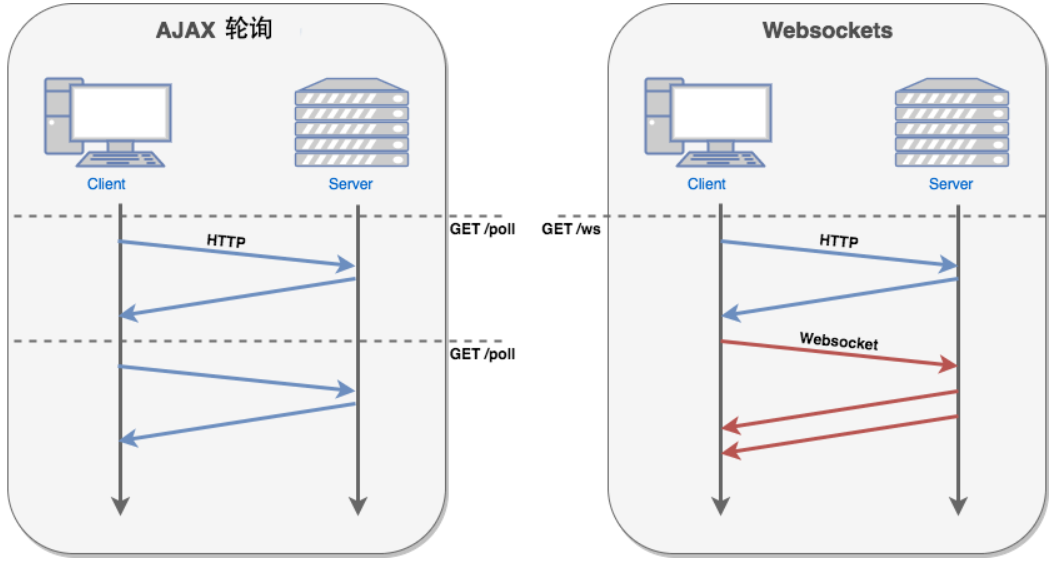 AJAX 轮询
Client
Server
GET /poll
HTTP
GET /poll
Websockets
Client
Server
GET /ws
HTTP
Websocket